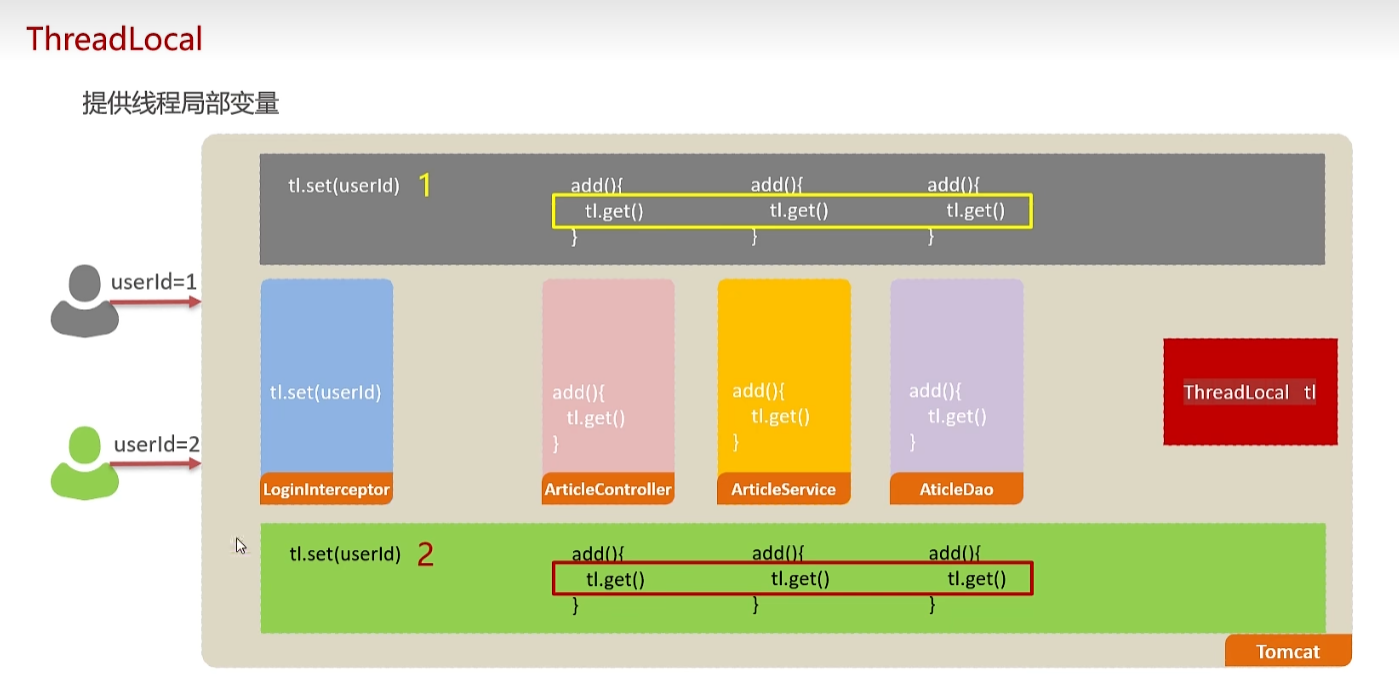 ThreadLocal
提供线程局部变量
tl.set(userId) 1
add(){ add(){ add(){
tl.get() tl.get() tl.get()
} } }
userId=1
userId=2
tl.set(userId)
LoginInterceptor
add(){
tl.get()
}
ArticleController
add(){
tl.get()
}
ArticleService
add(){
tl.get()
}
AticleDao
ThreadLocal tl
tl.set(userId) 2
add(){ add(){ add(){
tl.get() tl.get() tl.get()
} } }
Tomcat